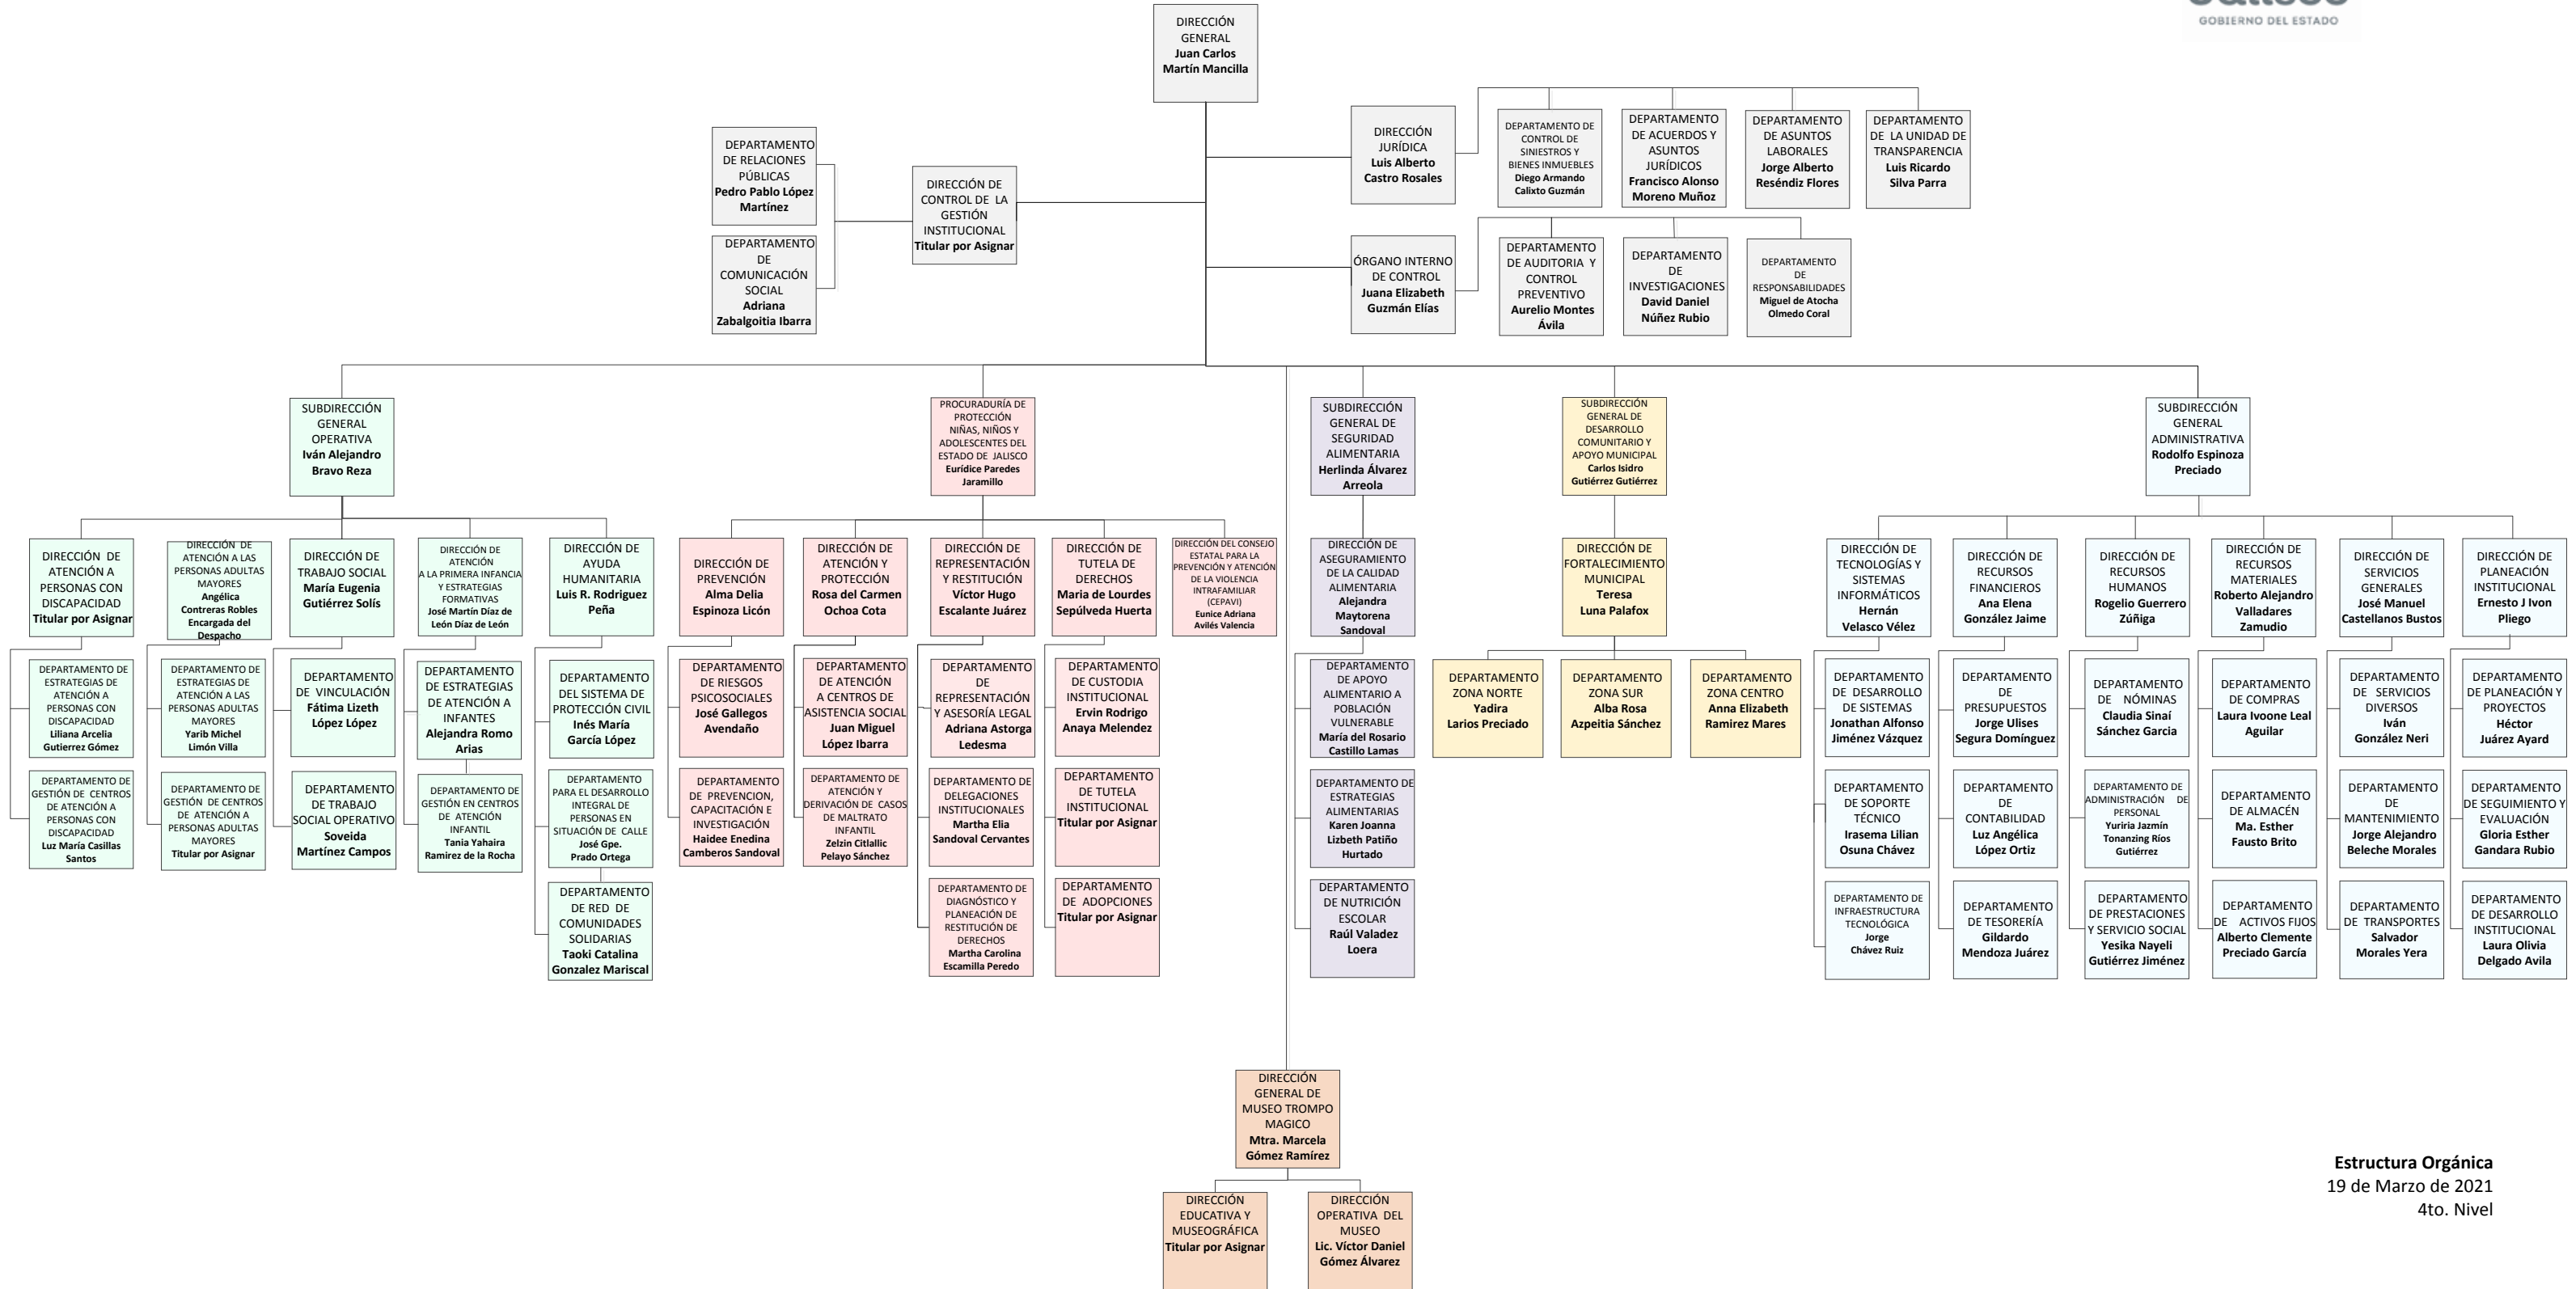 GOBIERNO DEL ESTADO
DIRECCIÓN
GENERAL
Juan Carlos
Martín Mancilla
DEPARTAMENTO
DE RELACIONES
PÚBLICAS
Pedro Pablo López
Martínez
DEPARTAMENTO
DE
COMUNICACIÓN
SOCIAL
Adriana
Zabalgoitia Ibarra
DIRECCIÓN DE
CONTROL DE LA
GESTIÓN
INSTITUCIONAL
Titular por Asignar
DIRECCIÓN
JURÍDICA
Luis Alberto
Castro Rosales
DEPARTAMENTO DE
CONTROL DE
SINIESTROS Y
BIENES INMUEBLES
Diego Armando
Calixto Guzmán
DEPARTAMENTO
DE ACUERDOS Y
ASUNTOS
JURÍDICOS
Francisco Alonso
Moreno Muñoz
DEPARTAMENTO
DE ASUNTOS
LABORALES
Jorge Alberto
Reséndiz Flores
DEPARTAMENTO
DE LA UNIDAD DE
TRANSPARENCIA
Luis Ricardo
Silva Parra
ÓRGANO INTERNO
DE CONTROL
Juana Elizabeth
Guzmán Elías
DEPARTAMENTO
DE AUDITORIA Y
CONTROL
PREVENTIVO
Aurelio Montes
Ávila
DEPARTAMENTO
DE
INVESTIGACIONES
David Daniel
Núñez Rubio
DEPARTAMENTO
DE
RESPONSABILIDADES
Miguel de Atocha
Olmedo Coral
SUBDIRECCIÓN
GENERAL
OPERATIVA
Iván Alejandro
Bravo Reza
PROCURADURÍA DE
PROTECCIÓN
NIÑAS, NIÑOS Y
ADOLESCENTES DEL
ESTADO DE JALISCO
Eurídice Paredes
Jaramillo
SUBDIRECCIÓN
GENERAL DE
SEGURIDAD
ALIMENTARIA
Herlinda Álvarez
Arreola
SUBDIRECCIÓN
GENERAL DE
DESARROLLO
COMUNITARIO Y
APOYO MUNICIPAL
Carlos Isidro
Gutiérrez Gutiérrez
SUBDIRECCIÓN
GENERAL
ADMINISTRATIVA
Rodolfo Espinoza
Preciado
DIRECCIÓN DE
ATENCIÓN A
PERSONAS CON
DISCAPACIDAD
Titular por Asignar
DIRECCIÓN DE
ATENCIÓN A LAS
PERSONAS ADULTAS
MAYORES
Angélica
Contreras Robles
Encargada del
Despacho
DIRECCIÓN DE
TRABAJO SOCIAL
María Eugenia
Gutiérrez Solís
DIRECCIÓN DE
ATENCIÓN
A LA PRIMERA INFANCIA
Y ESTRATEGIAS
FORMATIVAS
José Martín Díaz de
León Díaz de León
DIRECCIÓN DE
AYUDA
HUMANITARIA
Luis R. Rodriguez
Peña
DIRECCIÓN DE
PREVENCIÓN
Alma Delia
Espinoza Licón
DIRECCIÓN DE
ATENCIÓN Y
PROTECCIÓN
Rosa del Carmen
Ochoa Cota
DIRECCIÓN DE
REPRESENTACIÓN
Y RESTITUCIÓN
Víctor Hugo
Escalante Juárez
DIRECCIÓN DE
TUTELA DE
DERECHOS
Maria de Lourdes
Sepúlveda Huerta
DIRECCIÓN DEL CONSEJO
ESTATAL PARA LA
PREVENCIÓN Y ATENCIÓN
DE LA VIOLENCIA
INTRAFAMILIAR
(CEPAVI)
Eunice Adriana
Avilés Valencia
DIRECCIÓN DE
ASEGURAMIENTO
DE LA CALIDAD
ALIMENTARIA
Alejandra
Maytorena
Sandoval
DIRECCIÓN DE
FORTALECIMIENTO
MUNICIPAL
Teresa
Luna Palafox
DIRECCIÓN DE
TECNOLOGÍAS Y
SISTEMAS
INFORMÁTICOS
Hernán
Velasco Vélez
DIRECCIÓN DE
RECURSOS
FINANCIEROS
Ana Elena
González Jaime
DIRECCIÓN DE
RECURSOS
HUMANOS
Rogelio Guerrero
Zúñiga
DIRECCIÓN DE
RECURSOS
MATERIALES
Roberto Alejandro
Valladares
Zamudio
DIRECCIÓN DE
SERVICIOS
GENERALES
José Manuel
Castellanos Bustos
DIRECCIÓN DE
PLANEACIÓN
INSTITUCIONAL
Ernesto J Ivon
Pliego
DEPARTAMENTO DE
ESTRATEGIAS DE
ATENCIÓN A
PERSONAS CON
DISCAPACIDAD
Liliana Arcelia
Gutierrez Gómez
DEPARTAMENTO DE
ESTRATEGIAS DE
ATENCIÓN A LAS
PERSONAS ADULTAS
MAYORES
Yarib Michel
Limón Villa
DEPARTAMENTO
DE VINCULACIÓN
Fátima Lizeth
López López
DEPARTAMENTO
DE ESTRATEGIAS
DE ATENCIÓN A
INFANTES
Alejandra Romo
Arias
DEPARTAMENTO
DEL SISTEMA DE
PROTECCIÓN CIVIL
Inés María
García López
DEPARTAMENTO
DE RIESGOS
PSICOSOCIALES
José Gallegos
Avendaño
DEPARTAMENTO
DE ATENCIÓN
A CENTROS DE
ASISTENCIA SOCIAL
Juan Miguel
López Ibarra
DEPARTAMENTO
DE
REPRESENTACIÓN
Y ASESORÍA LEGAL
Adriana Astorga
Ledesma
DEPARTAMENTO
DE CUSTODIA
INSTITUCIONAL
Ervin Rodrigo
Anaya Melendez
DEPARTAMENTO
DE APOYO
ALIMENTARIO A
POBLACIÓN
VULNERABLE
María del Rosario
Castillo Lamas
DEPARTAMENTO
ZONA NORTE
Yadira
Larios Preciado
DEPARTAMENTO
ZONA SUR
Alba Rosa
Azpeitia Sánchez
DEPARTAMENTO
ZONA CENTRO
Anna Elizabeth
Ramirez Mares
DEPARTAMENTO
DE DESARROLLO
DE SISTEMAS
Jonathan Alfonso
Jiménez Vázquez
DEPARTAMENTO
DE
PRESUPUESTOS
Jorge Ulises
Segura Domínguez
DEPARTAMENTO
DE NÓMINAS
Claudia Sinaí
Sánchez Garcia
DEPARTAMENTO
DE COMPRAS
Laura Ivoone Leal
Aguilar
DEPARTAMENTO
DE SERVICIOS
DIVERSOS
Iván
González Neri
DEPARTAMENTO
DE PLANEACIÓN Y
PROYECTOS
Héctor
Juárez Ayard
DEPARTAMENTO DE
GESTIÓN DE CENTROS
DE ATENCIÓN A
PERSONAS CON
DISCAPACIDAD
Luz María Casillas
Santos
DEPARTAMENTO DE
GESTIÓN DE CENTROS
DE ATENCIÓN A
PERSONAS ADULTAS
MAYORES
Titular por Asignar
DEPARTAMENTO
DE TRABAJO
SOCIAL OPERATIVO
Soveida
Martínez Campos
DEPARTAMENTO DE
GESTIÓN EN CENTROS
DE ATENCIÓN
INFANTIL
Tania Yahaira
Ramirez de la Rocha
DEPARTAMENTO
PARA EL DESARROLLO
INTEGRAL DE
PERSONAS EN
SITUACIÓN DE CALLE
José Gpe.
Prado Ortega
DEPARTAMENTO
DE PREVENCION,
CAPACITACIÓN E
INVESTIGACIÓN
Haidee Enedina
Camberos Sandoval
DEPARTAMENTO DE
ATENCIÓN Y
DERIVACIÓN DE CASOS
DE MALTRATO
INFANTIL
Zelzin Citlallic
Pelayo Sánchez
DEPARTAMENTO DE
DELEGACIONES
INSTITUCIONALES
Martha Elia
Sandoval Cervantes
DEPARTAMENTO
DE TUTELA
INSTITUCIONAL
Titular por Asignar
DEPARTAMENTO DE
ESTRATEGIAS
ALIMENTARIAS
Karen Joanna
Lizbeth Patiño
Hurtado
DEPARTAMENTO
DE SOPORTE
TÉCNICO
Irasema Lilian
Osuna Chávez
DEPARTAMENTO
DE
CONTABILIDAD
Luz Angélica
López Ortiz
DEPARTAMENTO DE
ADMINISTRACIÓN DE
PERSONAL
Yuriria Jazmín
Tonanzing Ríos
Gutiérrez
DEPARTAMENTO
DE ALMACÉN
Ma. Esther
Fausto Brito
DEPARTAMENTO
DE
MANTENIMIENTO
Jorge Alejandro
Beleche Morales
DEPARTAMENTO
DE SEGUIMIENTO Y
EVALUACIÓN
Gloria Esther
Gandara Rubio
DEPARTAMENTO
DE RED DE
COMUNIDADES
SOLIDARIAS
Taoki Catalina
Gonzalez Mariscal
DEPARTAMENTO DE
DIAGNÓSTICO Y
PLANEACIÓN DE
RESTITUCIÓN DE
DERECHOS
Martha Carolina
Escamilla Peredo
DEPARTAMENTO
DE ADOPCIONES
Titular por Asignar
DEPARTAMENTO
DE NUTRICIÓN
ESCOLAR
Raúl Valadez
Loera
DEPARTAMENTO DE
INFRAESTRUCTURA
TECNOLÓGICA
Jorge
Chávez Ruiz
DEPARTAMENTO
DE TESORERÍA
Gildardo
Mendoza Juárez
DEPARTAMENTO
DE PRESTACIONES
Y SERVICIO SOCIAL
Yesika Nayeli
Gutiérrez Jiménez
DEPARTAMENTO
DE ACTIVOS FIJOS
Alberto Clemente
Preciado García
DEPARTAMENTO
DE TRANSPORTES
Salvador
Morales Yera
DEPARTAMENTO
DE DESARROLLO
INSTITUCIONAL
Laura Olivia
Delgado Avila
DIRECCIÓN
GENERAL DE
MUSEO TROMPO
MAGICO
Mtra. Marcela
Gómez Ramírez
DIRECCIÓN
EDUCATIVA Y
MUSEOGRÁFICA
Titular por Asignar
DIRECCIÓN
OPERATIVA DEL
MUSEO
Lic. Víctor Daniel
Gómez Álvarez
Estructura Orgánica
19 de Marzo de 2021
4to. Nivel